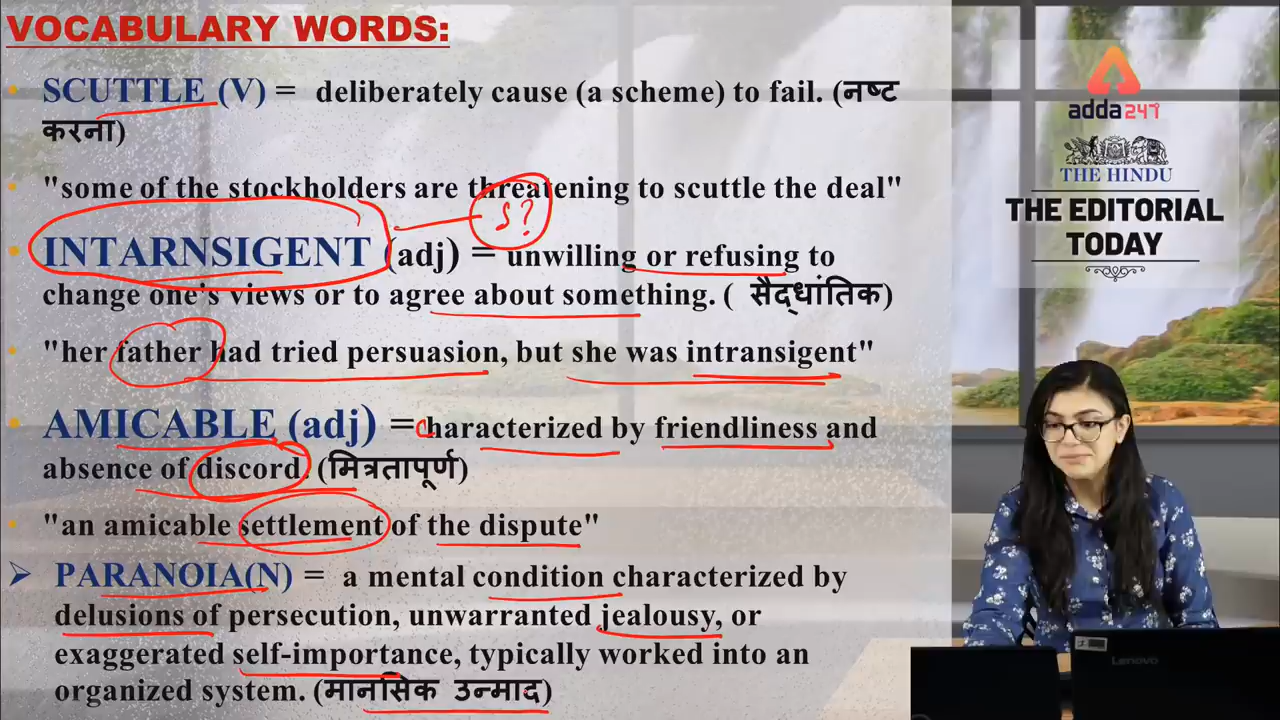 VOCABULARY WORDS:
• SCUTTLE (V) = deliberately cause (a scheme) to fail. (नष्ट
करना)
• "some of the stockholders are threatening to scuttle the deal"
S?
• INTARNSIGENT (adj) = unwilling or refusing to
change one's views or to agree about something. ( सैद्धांतिक)
• "her father had tried persuasion, but she was intransigent"
• AMICABLE (adj) =characterized by friendliness and
absence of discord. (मित्रतापूर्ण)
• "an amicable settlement of the dispute"
➤ PARANOIA(N) = a mental condition characterized by
delusions of persecution, unwarranted jealousy, or
exaggerated self-importance, typically worked into an
organized system. (मानसिक उन्माद)
adda247
THE HINDU
THE EDITORIAL
TODAY
Lenovo